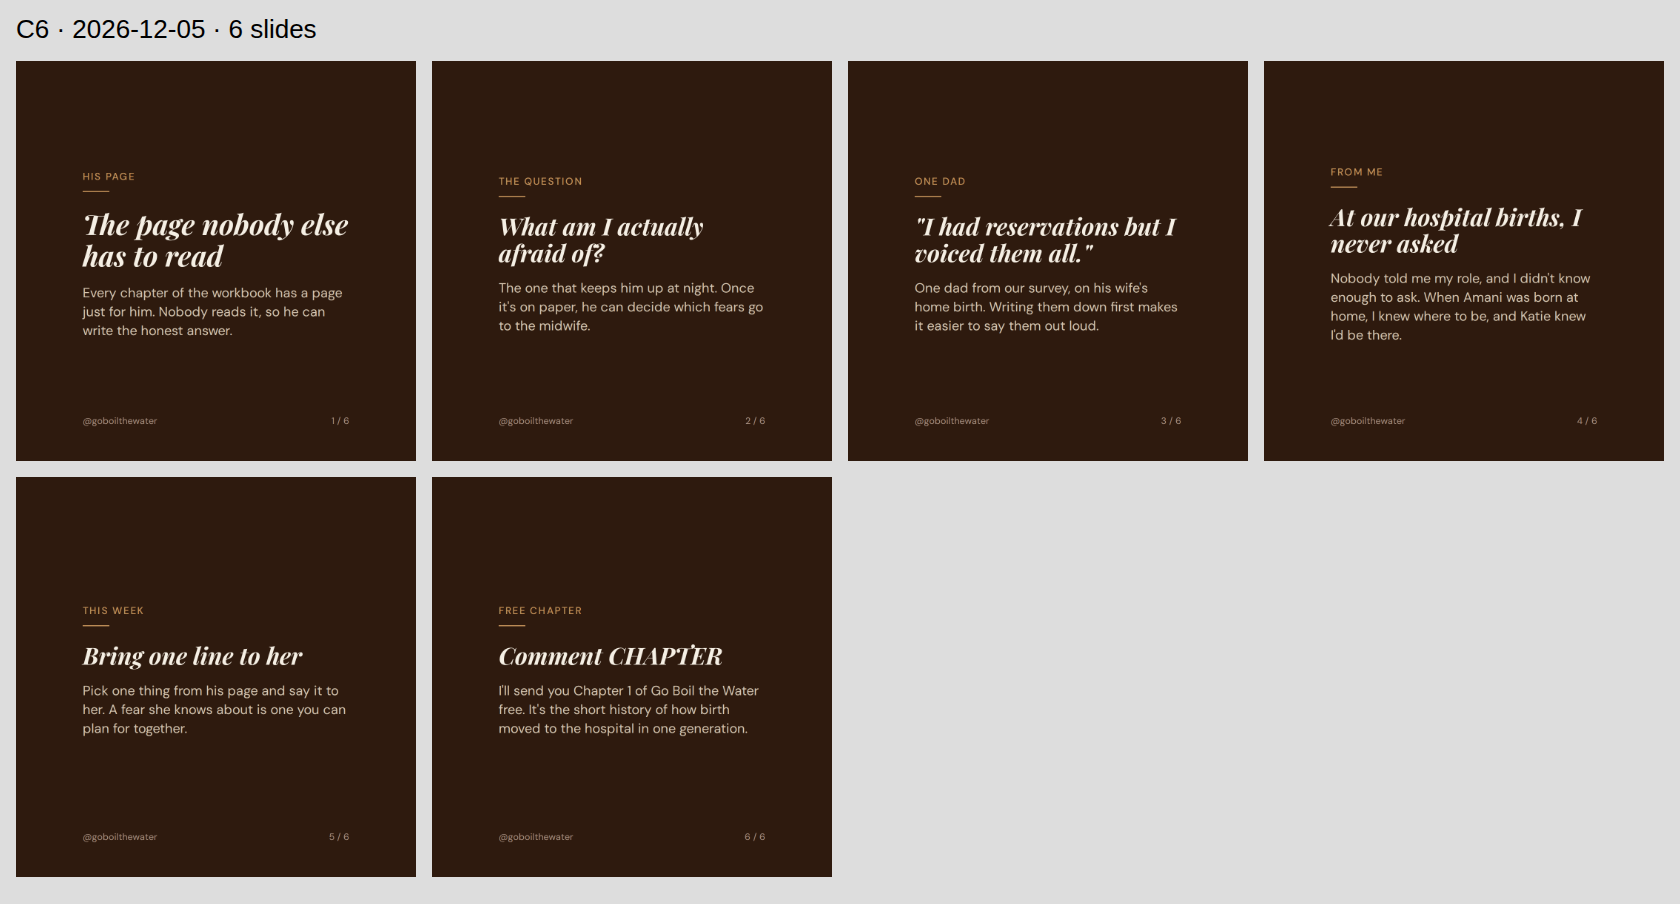 C6 · 2026-12-05 · 6 slides
HIS PAGE
The page nobody else
has to read
Every chapter of the workbook has a page
just for him. Nobody reads it, so he can
write the honest answer.
@goboilthewater
1 / 6
THE QUESTION
What am I actually
afraid of?
The one that keeps him up at night. Once
it's on paper, he can decide which fears go
to the midwife.
@goboilthewater
2 / 6
ONE DAD
"I had reservations but I
voiced them all."
One dad from our survey, on his wife's
home birth. Writing them down first makes
it easier to say them out loud.
@goboilthewater
3 / 6
FROM ME
At our hospital births, I
never asked
Nobody told me my role, and I didn't know
enough to ask. When Amani was born at
home, I knew where to be, and Katie knew
I'd be there.
@goboilthewater
4 / 6
THIS WEEK
Bring one line to her
Pick one thing from his page and say it to
her. A fear she knows about is one you can
plan for together.
@goboilthewater
5 / 6
FREE CHAPTER
Comment CHAPTER
I'll send you Chapter 1 of Go Boil the Water
free. It's the short history of how birth
moved to the hospital in one generation.
@goboilthewater
6 / 6